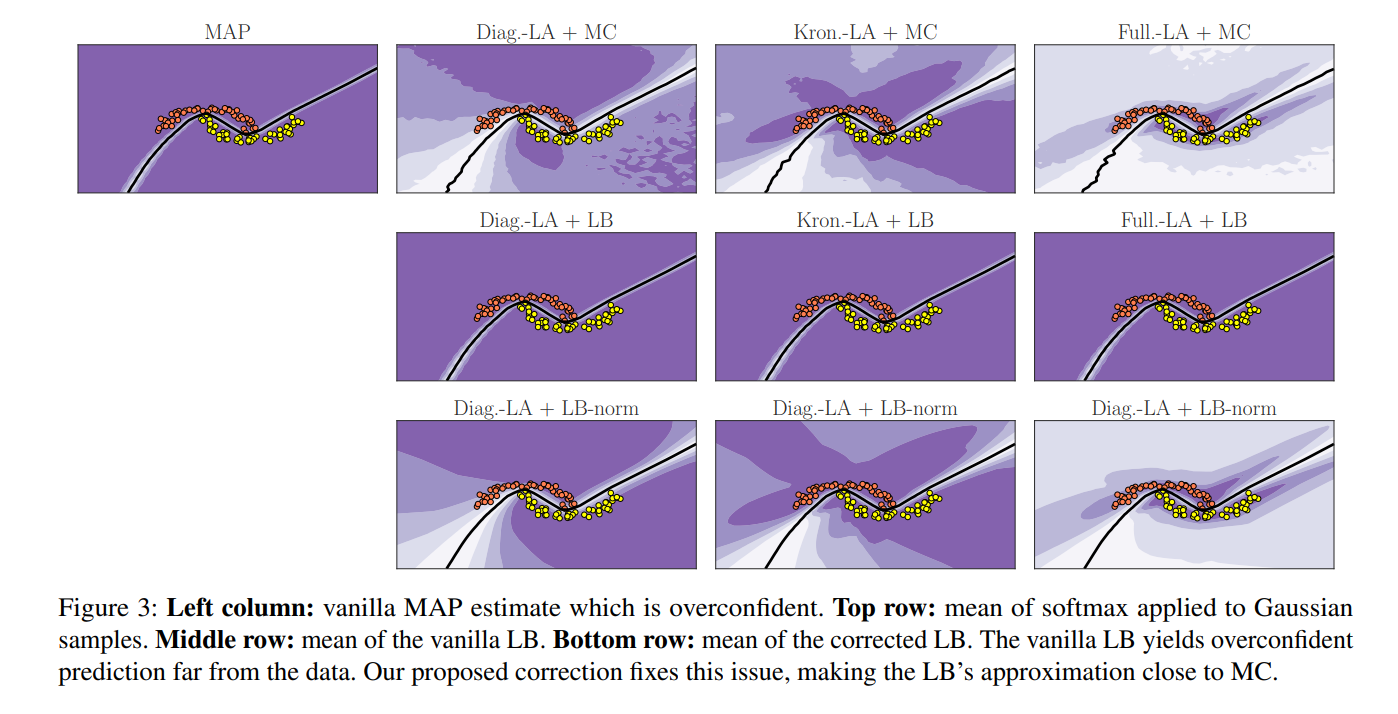 MAP
Diag.-LA + MC
Kron.-LA + MC
Full.-LA + MC
Diag.-LA + LB
Kron.-LA + LB
Full.-LA + LB
Diag.-LA + LB-norm
Diag.-LA + LB-norm
Diag.-LA + LB-norm
Figure 3: Left column: vanilla MAP estimate which is overconfident. Top row: mean of softmax applied to Gaussian
samples. Middle row: mean of the vanilla LB. Bottom row: mean of the corrected LB. The vanilla LB yields overconfident
prediction far from the data. Our proposed correction fixes this issue, making the LB's approximation close to MC.